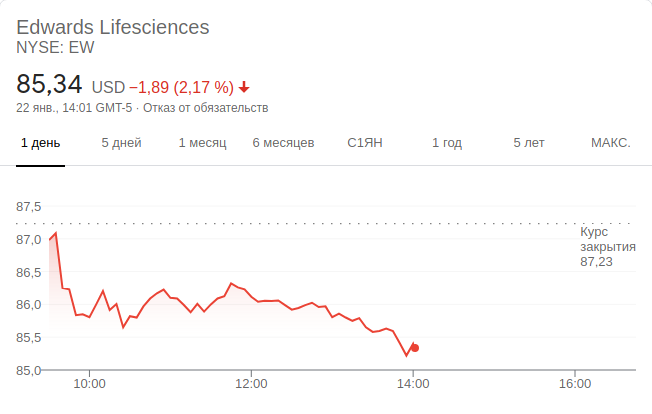 Edwards Lifesciences
NYSE: EW
85,34 USD −1,89 (2,17 %)
22 янв., 14:01 GMT-5 · Отказ от обязательств
1 день 5 дней 1 месяц 6 месяцев С1ЯН 1 год 5 лет МАКС.
87,5
Курс
закрытия
87,23
87,0
86,5
86,0
85,5
85,0
10:00 12:00 14:00 16:00